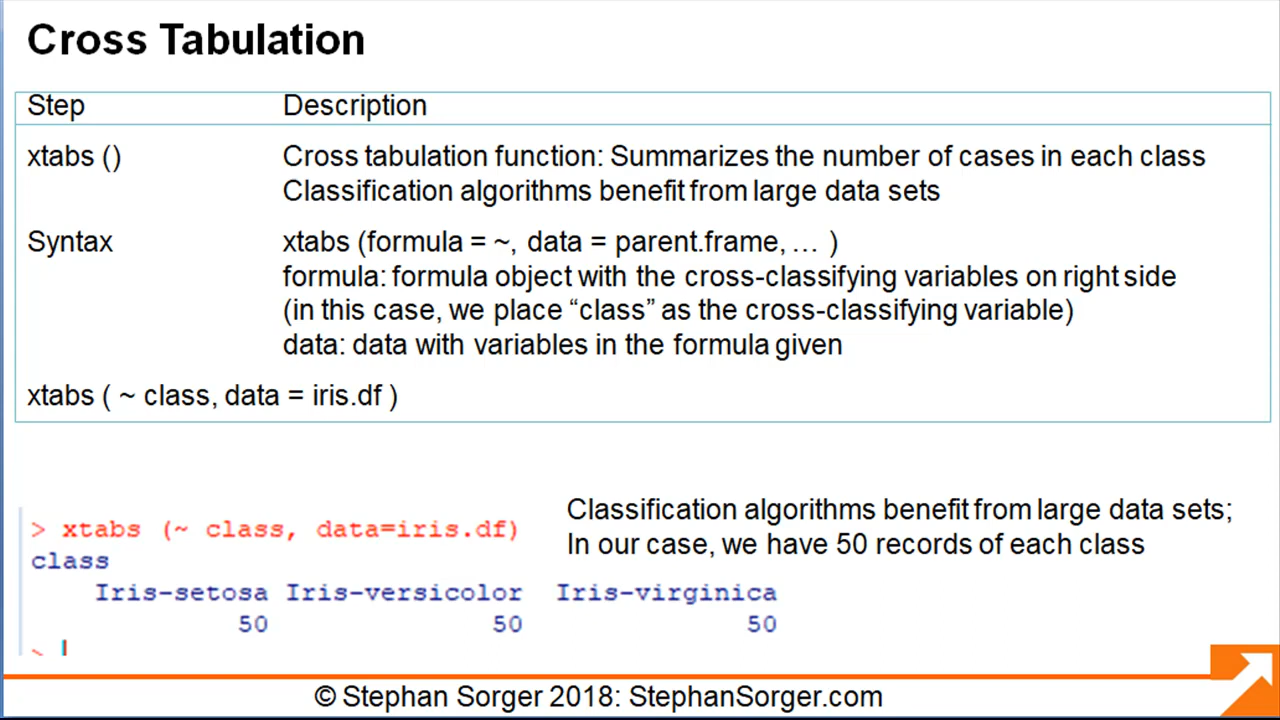 Cross Tabulation
Step Description
xtabs () Cross tabulation function: Summarizes the number of cases in each class
Classification algorithms benefit from large data sets
Syntax xtabs (formula = ~, data = parent.frame, … )
formula: formula object with the cross-classifying variables on right side
(in this case, we place “class” as the cross-classifying variable)
data: data with variables in the formula given
xtabs ( ~ class, data = iris.df )
Classification algorithms benefit from large data sets;
In our case, we have 50 records of each class
> xtabs (~ class, data=iris.df)
class
Iris-setosa Iris-versicolor Iris-virginica
50 50 50
>
© Stephan Sorger 2018: StephanSorger.com